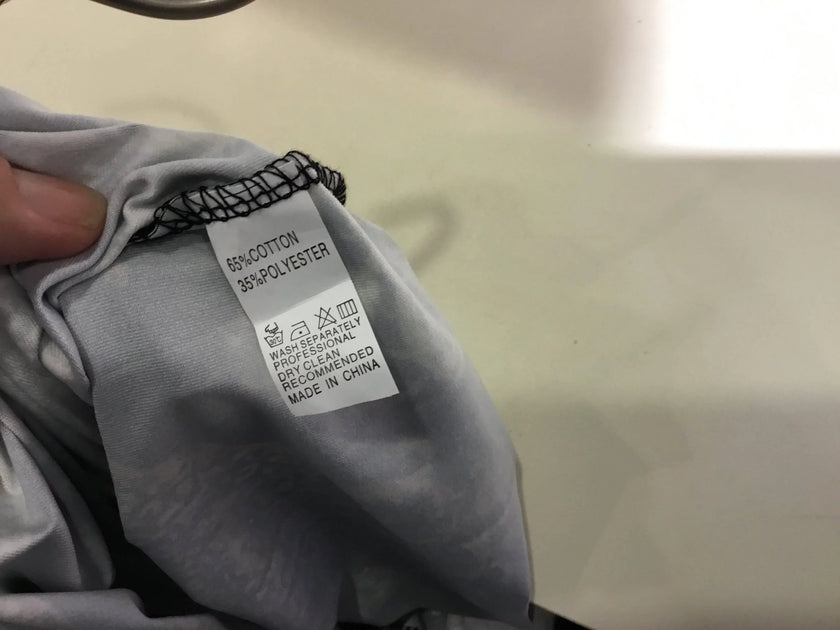 65%COTTON
35%POLYESTER
WASH SEPARATELY
PROFESSIONAL
DRY CLEAN
RECOMMENDED
MADE IN CHINA